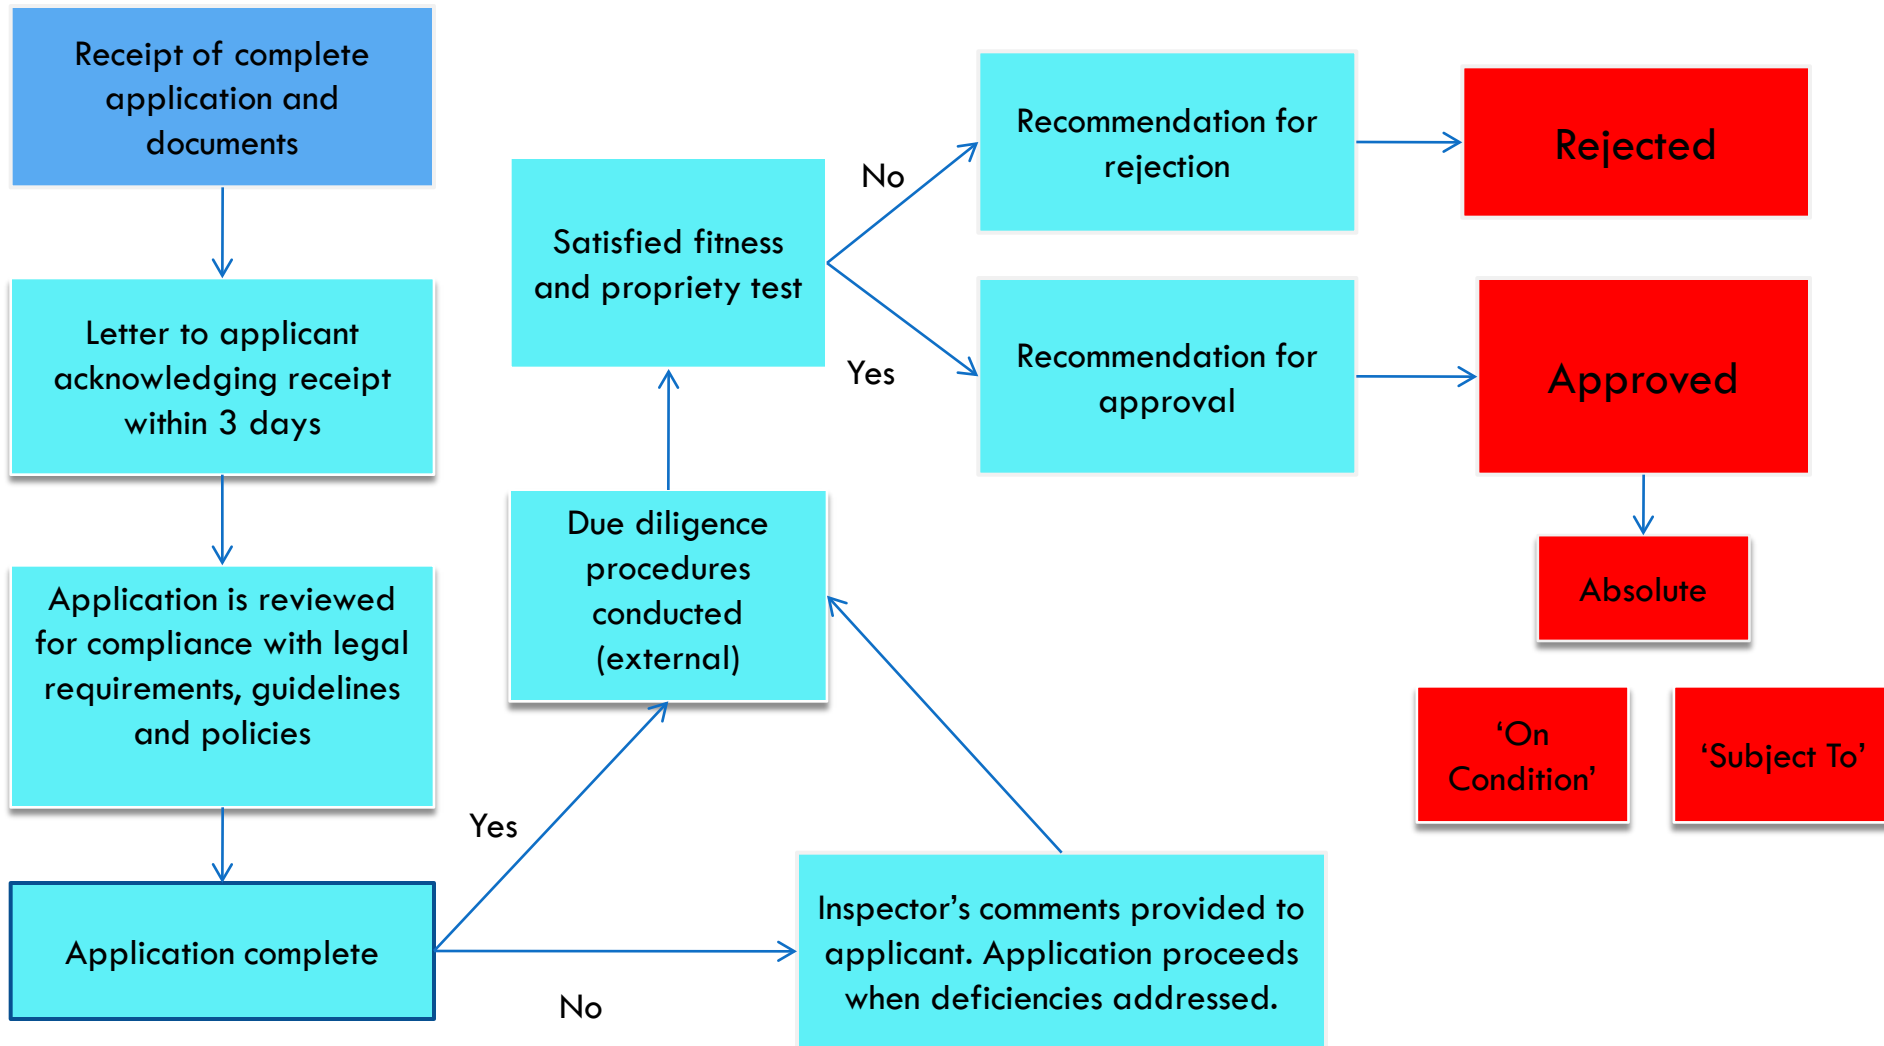 Receipt of complete
application and
documents
Letter to applicant
acknowledging receipt
within 3 days
Application is reviewed
for compliance with legal
requirements, guidelines
and policies
Application complete
Yes
No
Inspector’s comments provided to
applicant. Application proceeds
when deficiencies addressed.
Due diligence
procedures
conducted
(external)
Satisfied fitness
and propriety test
No
Yes
Recommendation for
rejection
Rejected
Recommendation for
approval
Approved
Absolute
‘On
Condition’
‘Subject To’